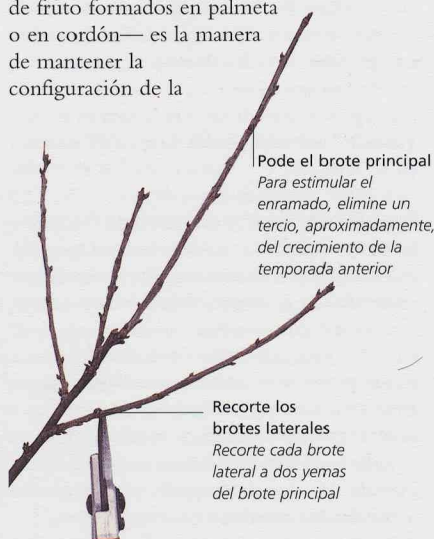 de fruto formados en palmeta
o en cordón— es la manera
de mantener la
configuración de la
Pode el brote principal
Para estimular el
enramado, elimine un
tercio, aproximadamente,
del crecimiento de la
temporada anterior
Recorte los
brotes laterales
Recorte cada brote
lateral a dos yemas
del brote principal